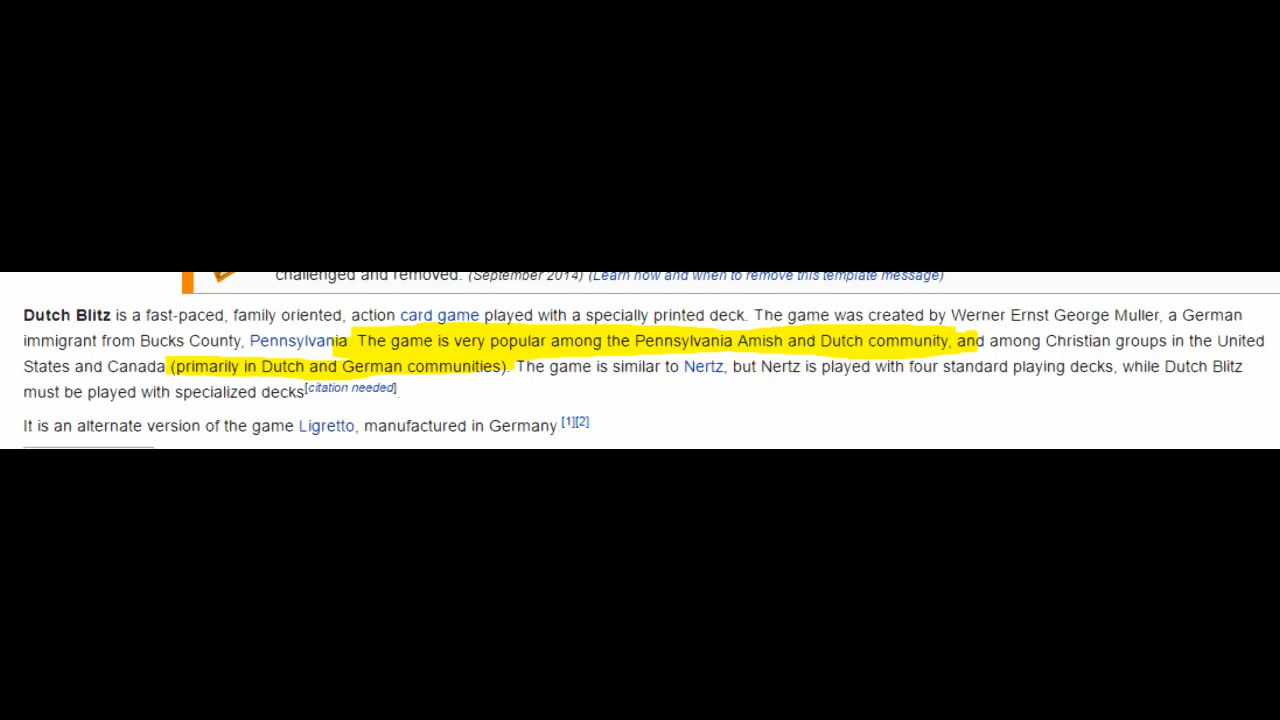 challenged and removed. (September 2014) (Learn how and when to remove this template message)
Dutch Blitz is a fast-paced, family oriented, action card game played with a specially printed deck. The game was created by Werner Ernst George Muller, a German
immigrant from Bucks County, Pennsylvania. The game is very popular among the Pennsylvania Amish and Dutch community, and among Christian groups in the United
States and Canada (primarily in Dutch and German communities). The game is similar to Nertz, but Nertz is played with four standard playing decks, while Dutch Blitz
must be played with specialized decks[citation needed].
It is an alternate version of the game Ligretto, manufactured in Germany.[1][2]